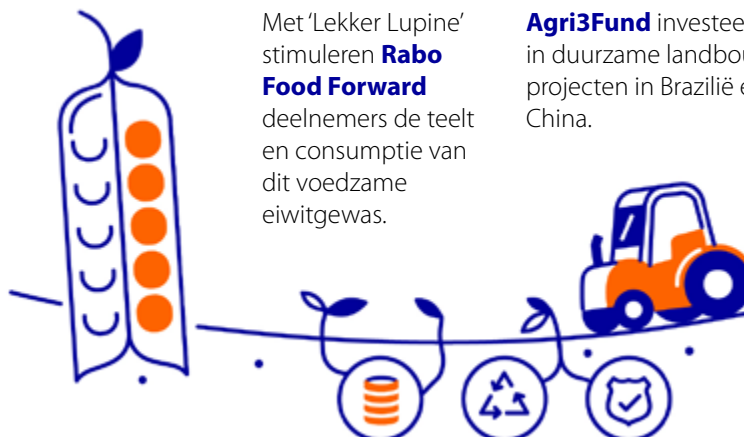 Met ‘Lekker Lupine’
stimuleren Rabo
Food Forward
deelnemers de teelt
en consumptie van
dit voedzame
eiwitgewas.
Agri3Fund
in duurzame
projecten in Brazilië
China.